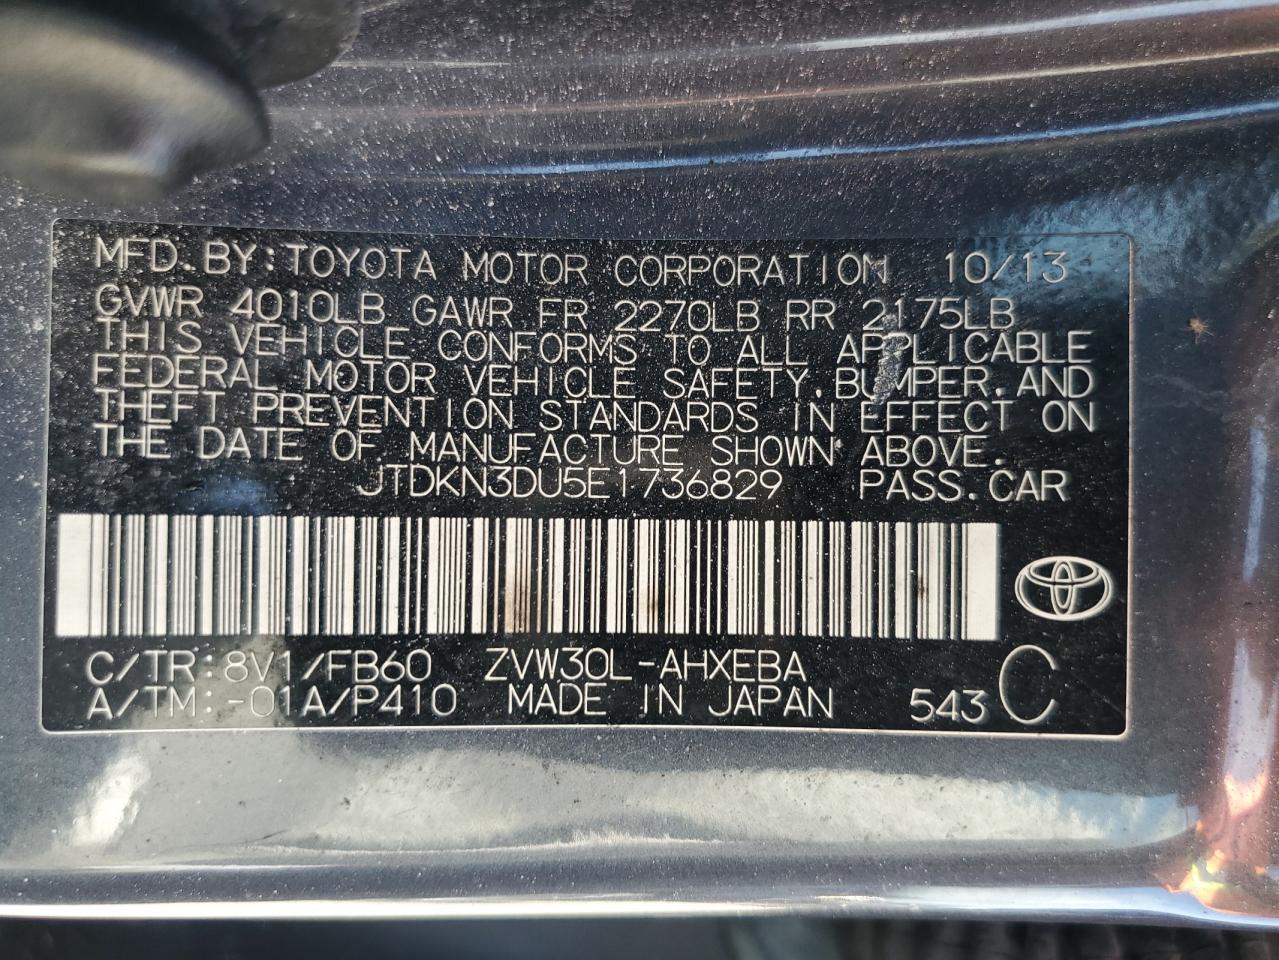 MFD. BY: TOYOTA MOTOR CORPORATION 10/13
GVWR 4010LB GAWR FR 2270LB RR 2175LB
THIS VEHICLE CONFORMS TO ALL APPLICABLE
FEDERAL MOTOR VEHICLE SAFETY, BUMPER, AND
THEFT PREVENTION STANDARDS IN EFFECT ON
THE DATE OF MANUFACTURE SHOWN ABOVE.
JTDKN3DU5E1736829 PASS. CAR
C/TR: 8V1/FB60 ZVW30L-AHXEBA
A/TM: -01A/P410 MADE IN JAPAN 543 C